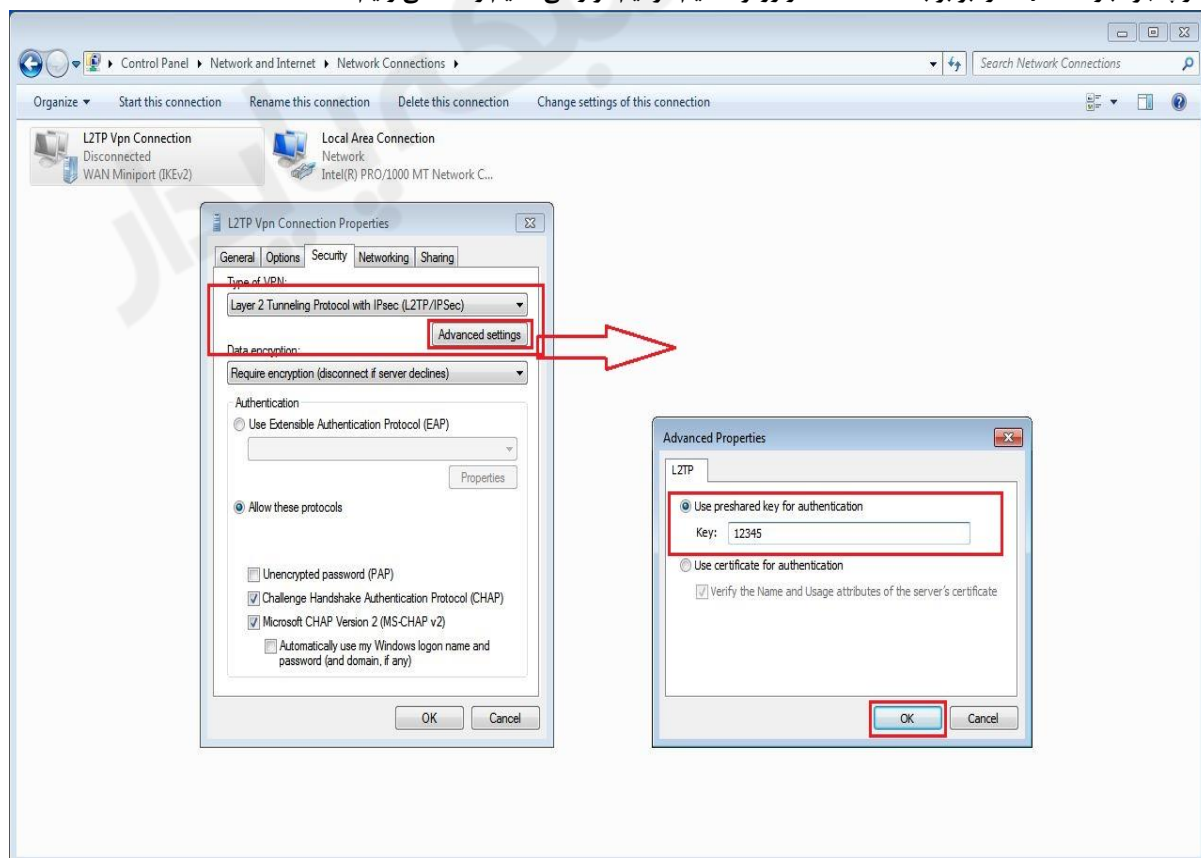 Control Panel ▸ Network and Internet ▸ Network Connections ▸
Search Network Connections
Organize ▾ Start this connection Rename this connection Delete this connection Change settings of this connection
L2TP Vpn Connection
Disconnected
WAN Miniport (IKEv2)
Local Area Connection
Network
Intel(R) PRO/1000 MT Network C...
L2TP Vpn Connection Properties
General Options Security Networking Sharing
Type of VPN:
Layer 2 Tunneling Protocol with IPsec (L2TP/IPSec)
Advanced settings
Data encryption:
Require encryption (disconnect if server declines)
Authentication
Use Extensible Authentication Protocol (EAP)
Properties
Allow these protocols
Unencrypted password (PAP)
Challenge Handshake Authentication Protocol (CHAP)
Microsoft CHAP Version 2 (MS-CHAP v2)
Automatically use my Windows logon name and
password (and domain, if any)
OK Cancel
Advanced Properties
L2TP
Use preshared key for authentication
Key: 12345
Use certificate for authentication
Verify the Name and Usage attributes of the server's certificate
OK Cancel